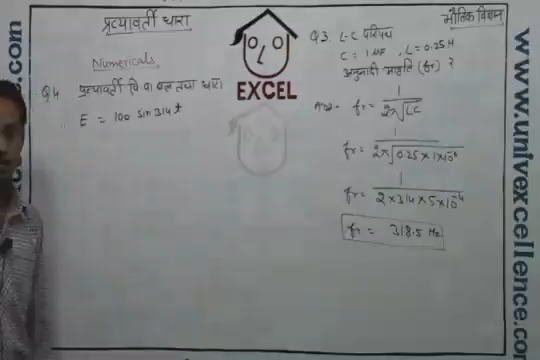 प्रत्यावर्ती धारा
भौतिक विज्ञान
Numericals
Q4 प्रत्यावर्ती वि वा बल तथा धारा
E = 100 sin 314 t
EXCEL
Q3. L-C परिपथ
C = 1 μF, L = 0.25 H
अनुनादी आवृति (fr) ?
Ans- fr = 1 / 2π√LC
fr = 1 / 2π√0.25 × 1 × 10⁻⁶
fr = 1 / 2 × 3.14 × 5 × 10⁻⁴
fr = 318.5 Hz
www.univexcellence.com